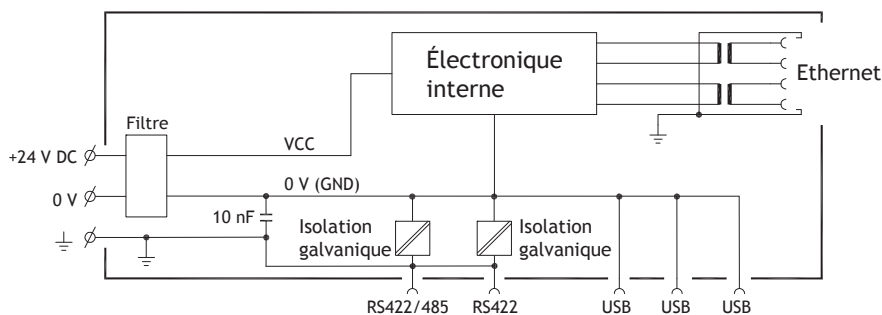 Électronique
interne
Ethernet
Filtre
+24 V DC
VCC
0 V
0 V (GND)
10 nF
Isolation
galvanique
Isolation
galvanique
RS422/485
RS422
USB
USB
USB